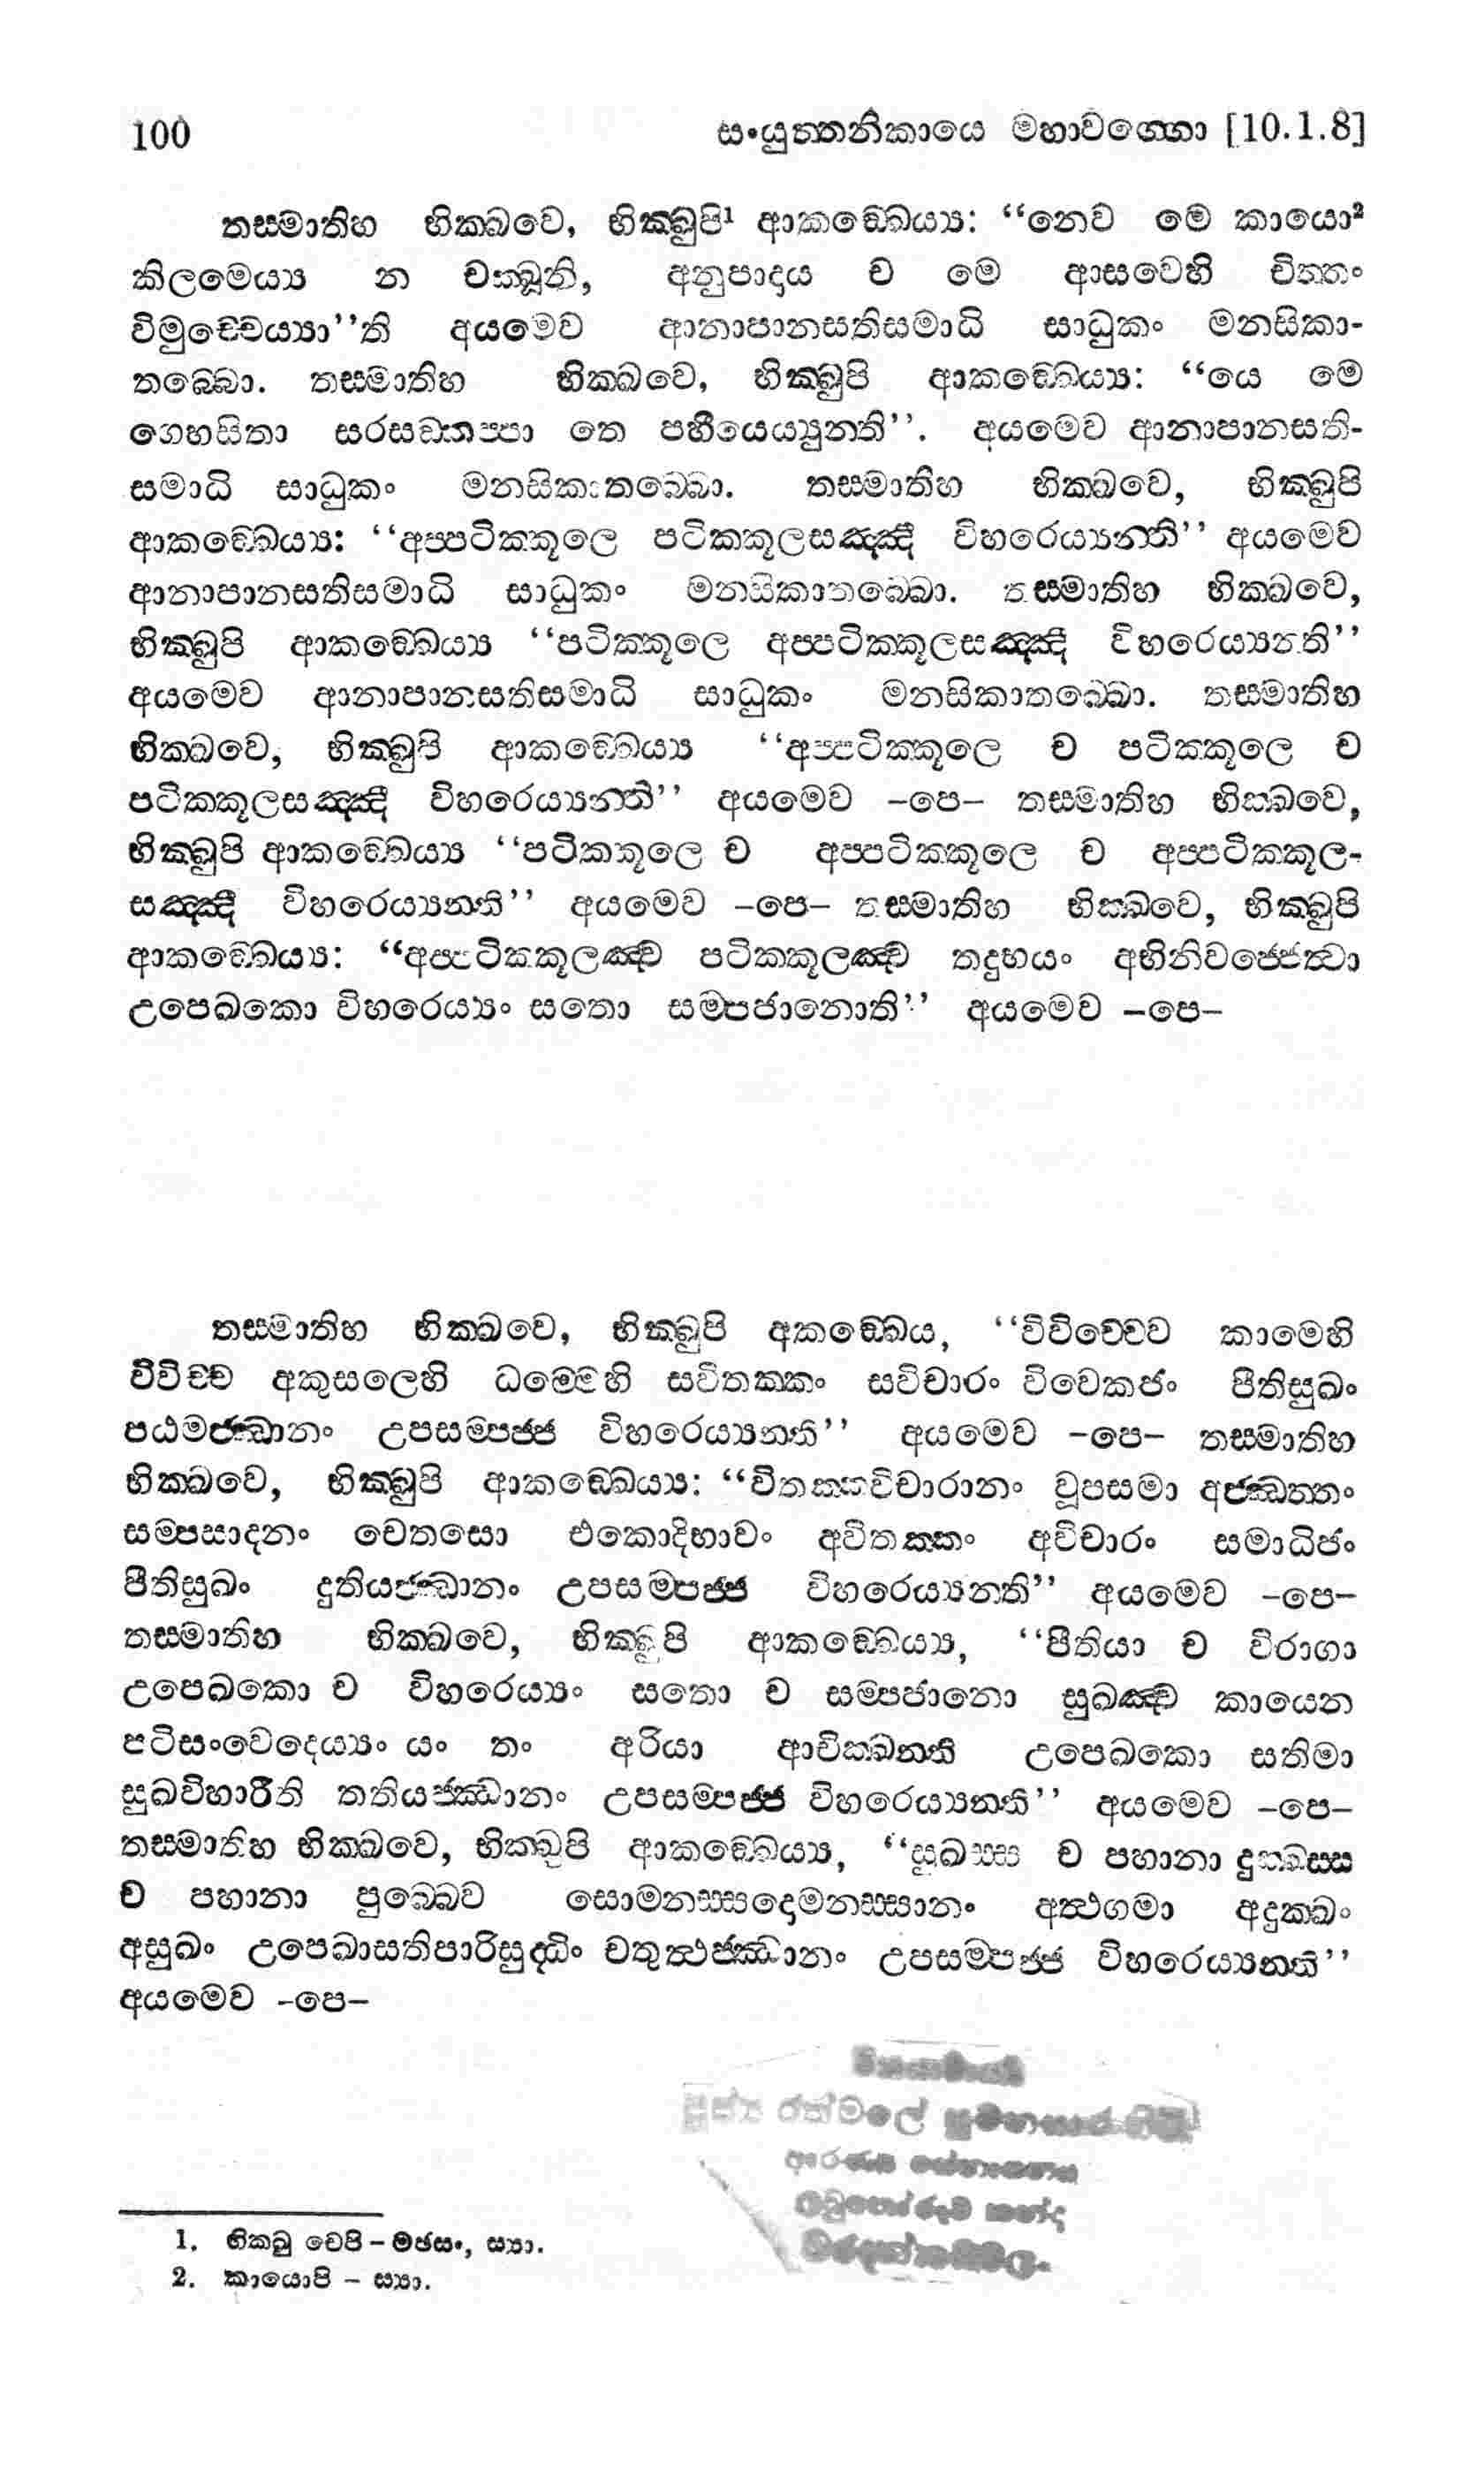 100 සංයුත්තනිකායෙ මහාවග්ගො [10.1.8]
තස්මාතිහ භික්ඛවෙ, භික්ඛුපි¹ ආකඞ්ඛෙය්‍ය: “නෙව මෙ කායො²
කිලමෙය්‍ය න චක්ඛූනි, අනුපාදාය ච මෙ ආසවෙහි චිත්තං
විමුච්චෙය්‍යා’’ති අයමෙව ආනාපානසතිසමාධි සාධුකං මනසිකා-
තබ්බො. තස්මාතිහ භික්ඛවෙ, භික්ඛුපි ආකඞ්ඛෙය්‍ය: “යෙ මෙ
ගෙහසිතා සරසඞ්කප්පා තෙ පහීයෙය්‍යුන්ති’’. අයමෙව ආනාපානසති-
සමාධි සාධුකං මනසිකාතබ්බො. තස්මාතිහ භික්ඛවෙ, භික්ඛුපි
ආකඞ්ඛෙය්‍ය: “අප්පටික්කූලෙ පටික්කූලසඤ්ඤී විහරෙය්‍යන්ති’’ අයමෙව
ආනාපානසතිසමාධි සාධුකං මනසිකාතබ්බො. තස්මාතිහ භික්ඛවෙ,
භික්ඛුපි ආකඞ්ඛෙය්‍ය “පටික්කූලෙ අප්පටික්කූලසඤ්ඤී විහරෙය්‍යන්ති’’
අයමෙව ආනාපානසතිසමාධි සාධුකං මනසිකාතබ්බො. තස්මාතිහ
භික්ඛවෙ, භික්ඛුපි ආකඞ්ඛෙය්‍ය “අප්පටික්කූලෙ ච පටික්කූලෙ ච
පටික්කූලසඤ්ඤී විහරෙය්‍යන්ති’’ අයමෙව –පෙ– තස්මාතිහ භික්ඛවෙ,
භික්ඛුපි ආකඞ්ඛෙය්‍ය “පටික්කූලෙ ච අප්පටික්කූලෙ ච අප්පටික්කූල-
සඤ්ඤී විහරෙය්‍යන්ති’’ අයමෙව –පෙ– තස්මාතිහ භික්ඛවෙ, භික්ඛුපි
ආකඞ්ඛෙය්‍ය: “අප්පටික්කූලඤ්ච පටික්කූලඤ්ච තදුභයං අභිනිවජ්ජෙත්‍වා
උපෙඛකො විහරෙය්‍යං සතො සම්පජානොති’’ අයමෙව –පෙ–
තස්මාතිහ භික්ඛවෙ, භික්ඛුපි අකඞ්ඛෙය, “විවිච්චෙව කාමෙහි
විවිච්ච අකුසලෙහි ධම්මෙහි සවිතක්කං සවිචාරං විවෙකජං පීතිසුඛං
පඨමජ්ඣානං උපසම්පජ්ජ විහරෙය්‍යන්ති’’ අයමෙව –පෙ– තස්මාතිහ
භික්ඛවෙ, භික්ඛුපි ආකඞ්ඛෙය්‍ය: “විතක්කවිචාරානං වූපසමා අජ්ඣත්තං
සම්පසාදනං චෙතසො එකොදිභාවං අවිතක්කං අවිචාරං සමාධිජං
පීතිසුඛං දුතියජ්ඣානං උපසම්පජ්ජ විහරෙය්‍යන්ති’’ අයමෙව –පෙ–
තස්මාතිහ භික්ඛවෙ, භික්ඛුපි ආකඞ්ඛෙය්‍ය, “පීතියා ච විරාගා
උපෙඛකො ච විහරෙය්‍යං සතො ච සම්පජානො සුඛඤ්ච කායෙන
පටිසංවෙදෙය්‍යං යං තං අරියා ආචික්ඛන්ති උපෙඛකො සතිමා
සුඛවිහාරීති තතියජ්ඣානං උපසම්පජ්ජ විහරෙය්‍යන්ති’’ අයමෙව –පෙ–
තස්මාතිහ භික්ඛවෙ, භික්ඛුපි ආකඞ්ඛෙය්‍ය, “සුඛස්ස ච පහානා දුක්ඛස්ස
ච පහානා පුබ්බෙව සොමනස්සදොමනස්සානං අත්ථගමා අදුක්ඛං
අසුඛං උපෙඛාසතිපාරිසුද්ධිං චතුත්ථජ්ඣානං උපසම්පජ්ජ විහරෙය්‍යන්ති’’
අයමෙව –පෙ–
රත්මලේ
1. භික්ඛු චෙපි – මඡසං, ස්‍යා.
2. කායොපි – ස්‍යා.